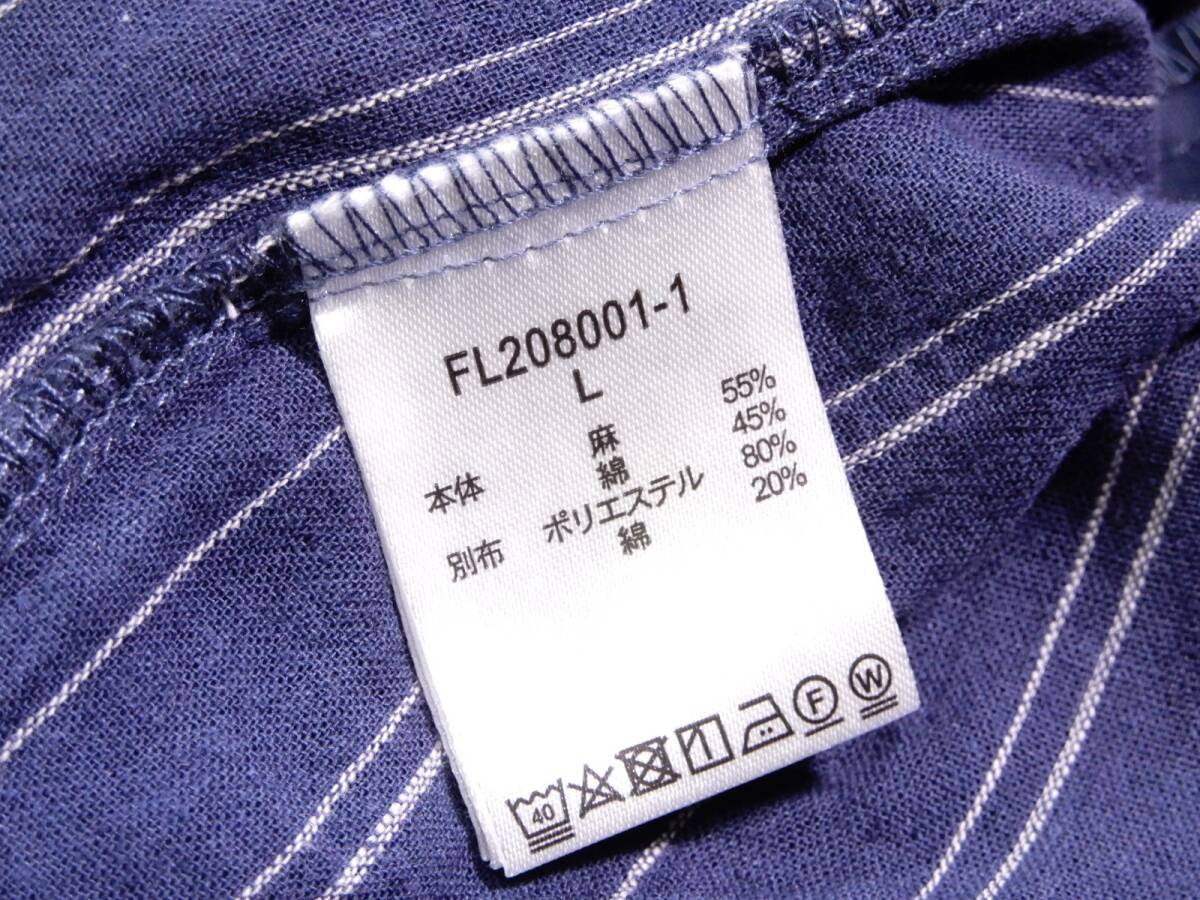 FL208001-1
L
本体 麻 55%
綿 45%
別布 ポリエステル 80%
綿 20%
40 F W